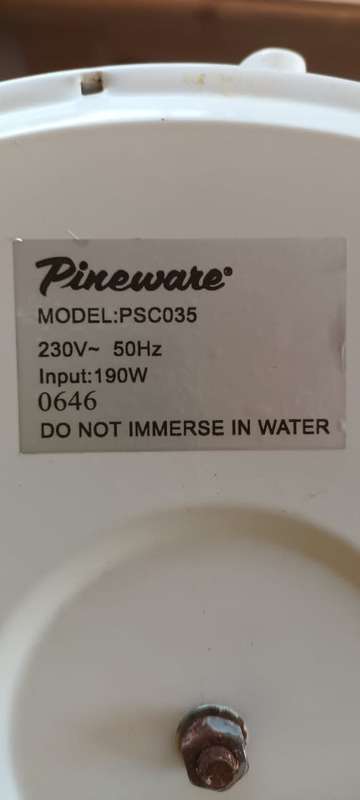 Pineware®
MODEL:PSC035
230V~ 50Hz
Input:190W
0646
DO NOT IMMERSE IN WATER